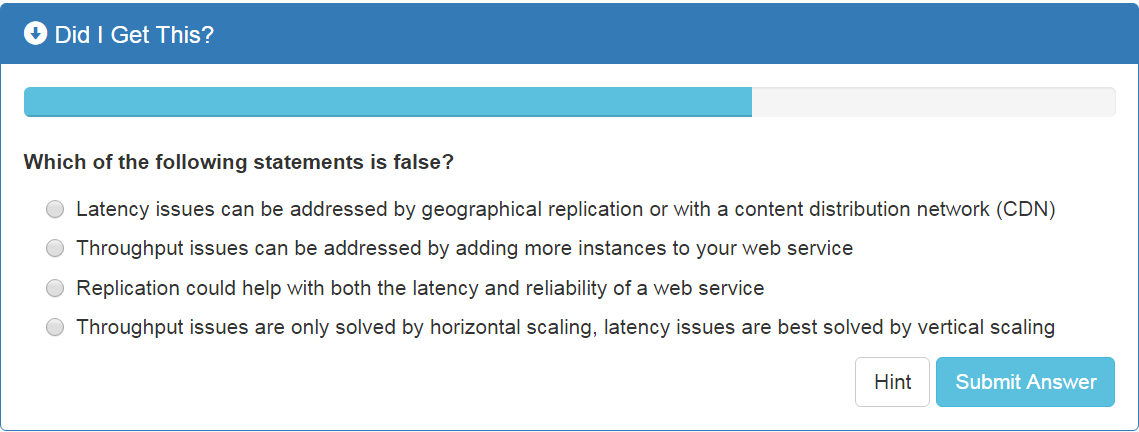 Did I Get This?
Which of the following statements is false?
Latency issues can be addressed by geographical replication or with a content distribution network (CDN)
Throughput issues can be addressed by adding more instances to your web service
Replication could help with both the latency and reliability of a web service
Throughput issues are only solved by horizontal scaling, latency issues are best solved by vertical scaling
Hint Submit Answer